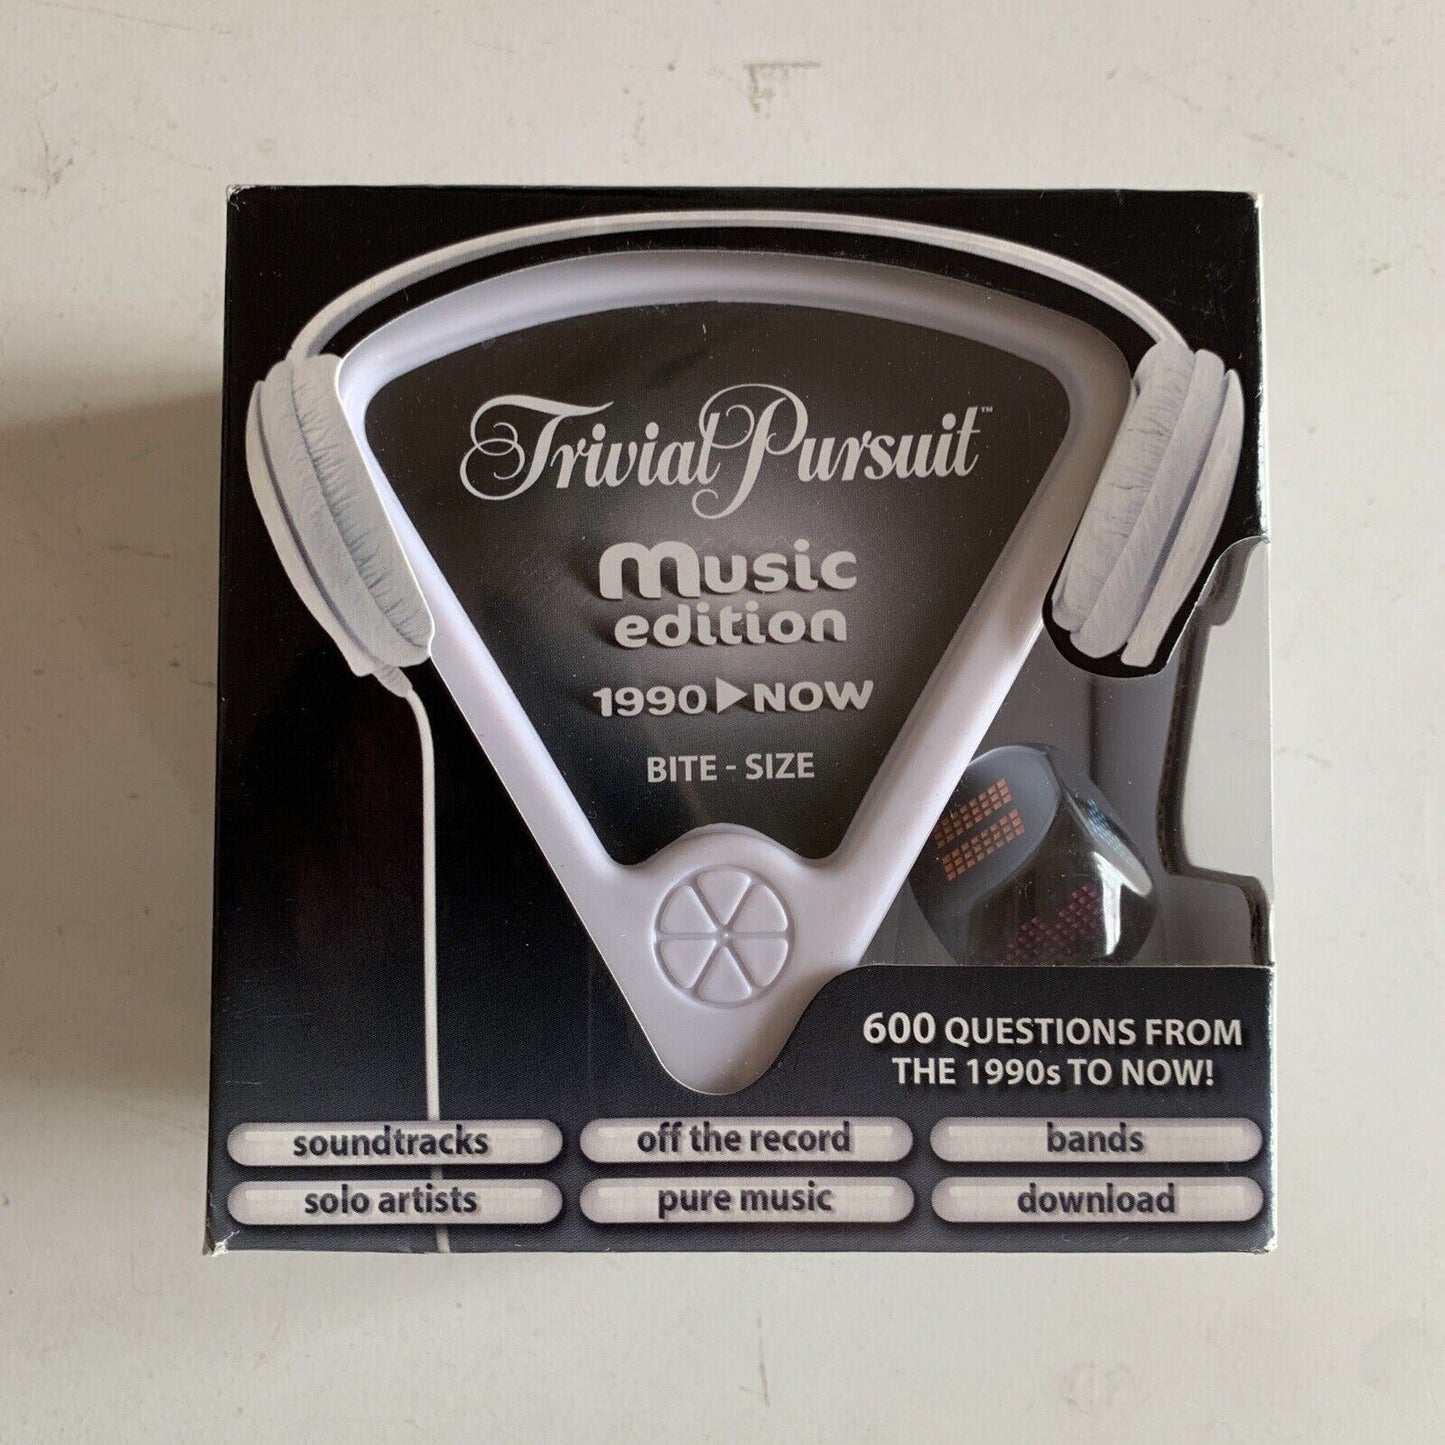 Trivial Pursuit™
music
edition
1990 ▶ NOW
BITE - SIZE
600 QUESTIONS FROM
THE 1990s TO NOW!
soundtracks off the record bands
solo artists pure music download